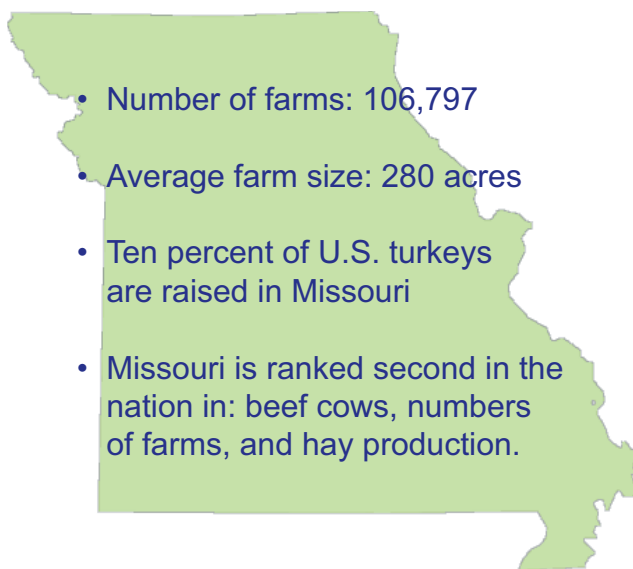 • Number of farms: 106,797
• Average farm size: 280 acres
• Ten percent of U.S. turkeys
are raised in Missouri
• Missouri is ranked second in the
nation in: beef cows, numbers
of farms, and hay production.